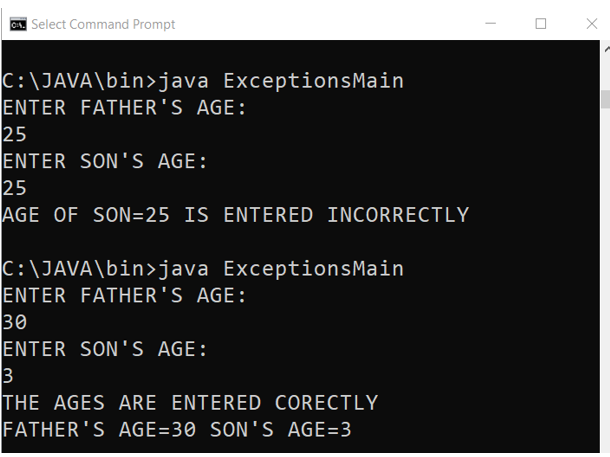 Select Command Prompt
C:\JAVA\bin>java ExceptionsMain
ENTER FATHER'S AGE:
25
ENTER SON'S AGE:
25
AGE OF SON=25 IS ENTERED INCORRECTLY
C:\JAVA\bin>java ExceptionsMain
ENTER FATHER'S AGE:
30
ENTER SON'S AGE:
3
THE AGES ARE ENTERED CORECTLY
FATHER'S AGE=30 SON'S AGE=3